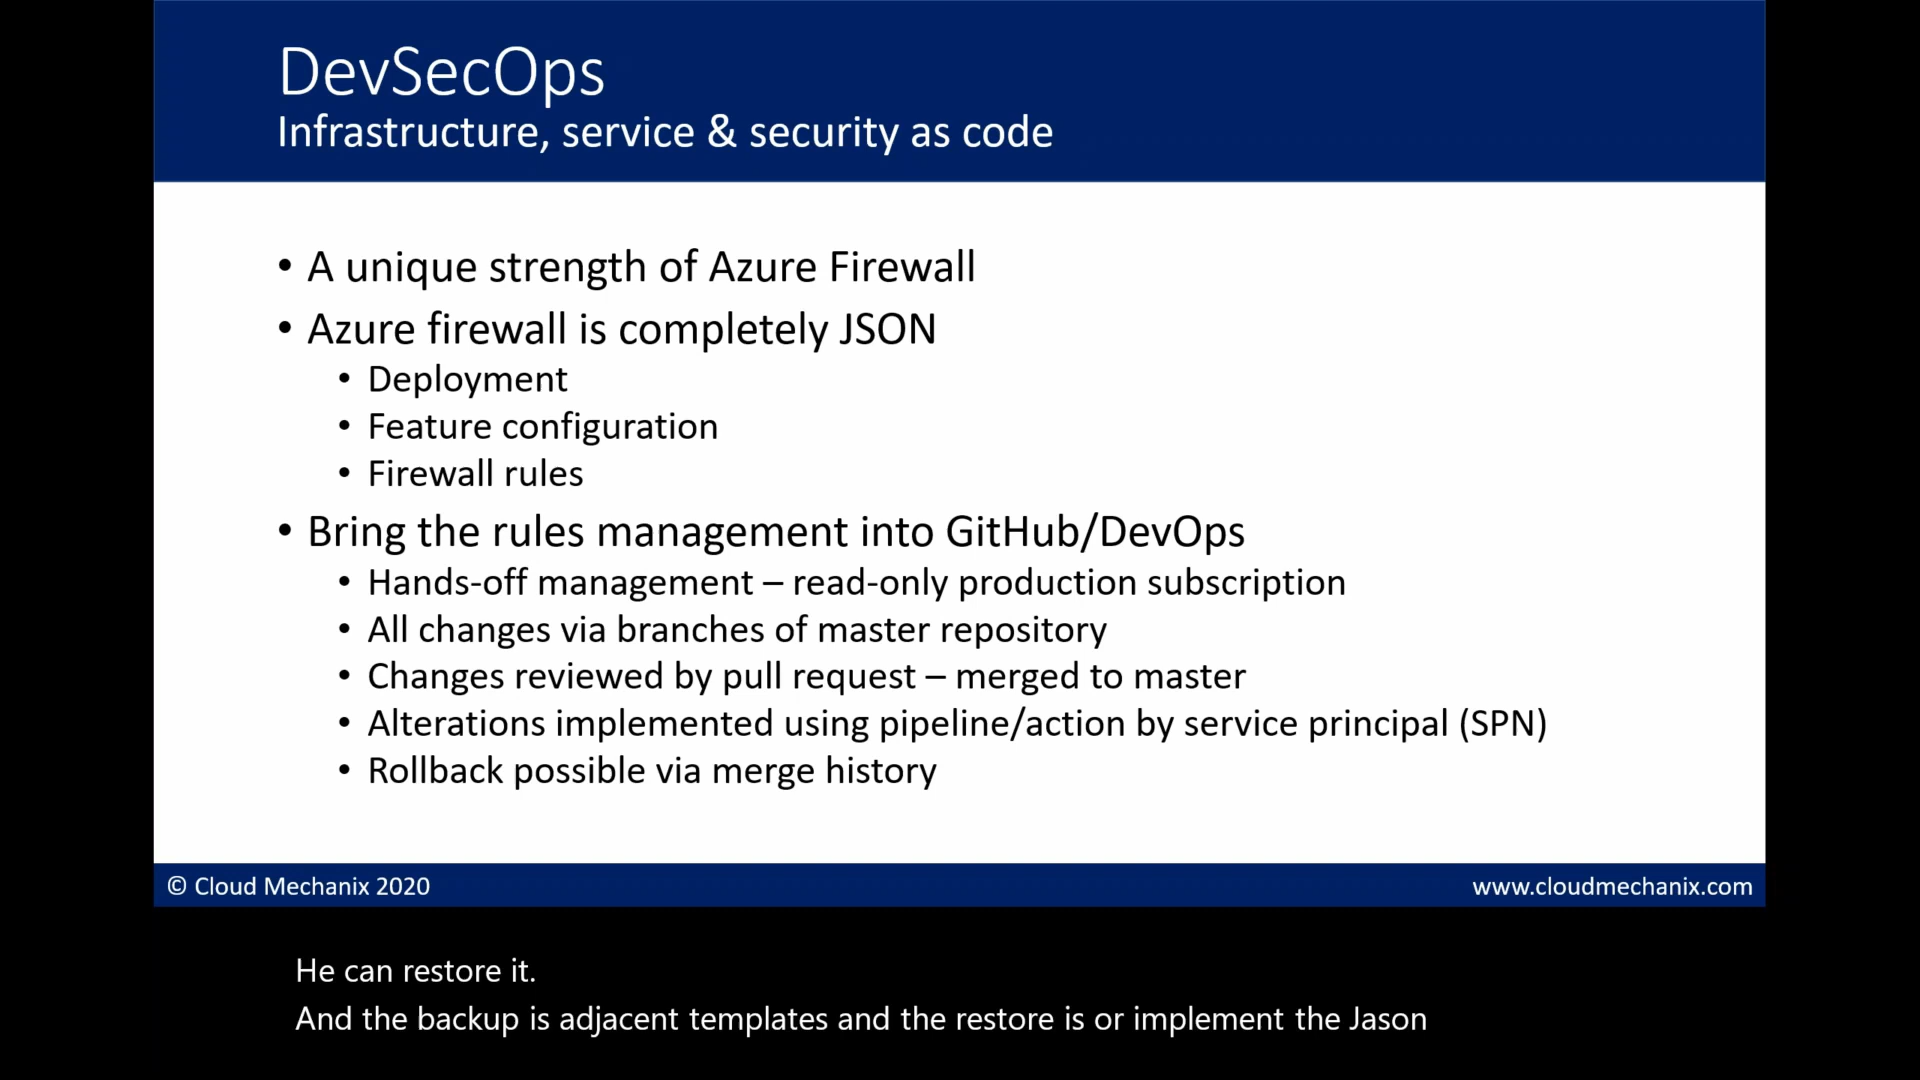 DevSecOps
Infrastructure, service & security as code
• A unique strength of Azure Firewall
• Azure firewall is completely JSON
• Deployment
• Feature configuration
• Firewall rules
• Bring the rules management into GitHub/DevOps
• Hands-off management – read-only production subscription
• All changes via branches of master repository
• Changes reviewed by pull request – merged to master
• Alterations implemented using pipeline/action by service principal (SPN)
• Rollback possible via merge history
© Cloud Mechanix 2020
www.cloudmechanix.com
He can restore it.
And the backup is adjacent templates and the restore is or implement the Jason